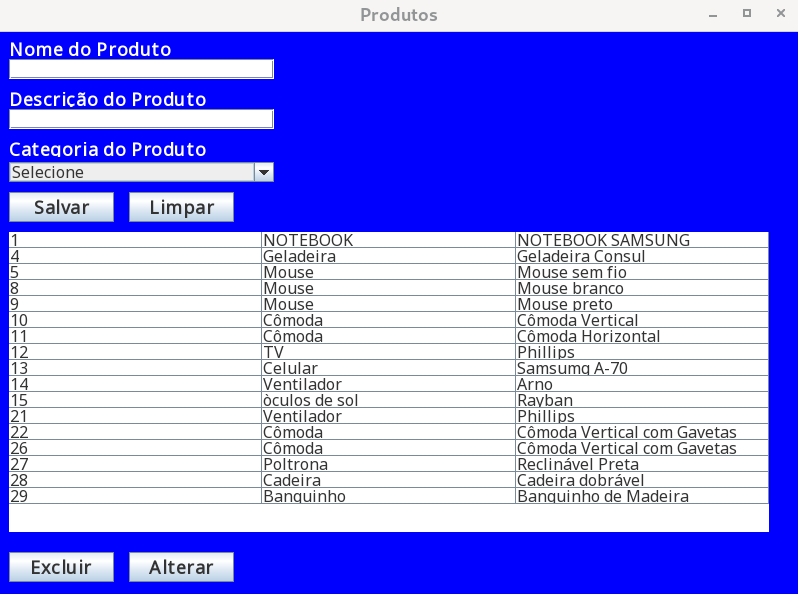 Produtos
Nome do Produto
Descrição do Produto
Categoria do Produto
Selecione
Salvar Limpar
1 NOTEBOOK NOTEBOOK SAMSUNG
4 Geladeira Geladeira Consul
5 Mouse Mouse sem fio
8 Mouse Mouse branco
9 Mouse Mouse preto
10 Cômoda Cômoda Vertical
11 Cômoda Cômoda Horizontal
12 TV Phillips
13 Celular Samsumg A-70
14 Ventilador Arno
15 òculos de sol Rayban
21 Ventilador Phillips
22 Cômoda Cômoda Vertical com Gavetas
26 Cômoda Cômoda Vertical com Gavetas
27 Poltrona Reclinável Preta
28 Cadeira Cadeira dobrável
29 Banquinho Banquinho de Madeira
Excluir Alterar